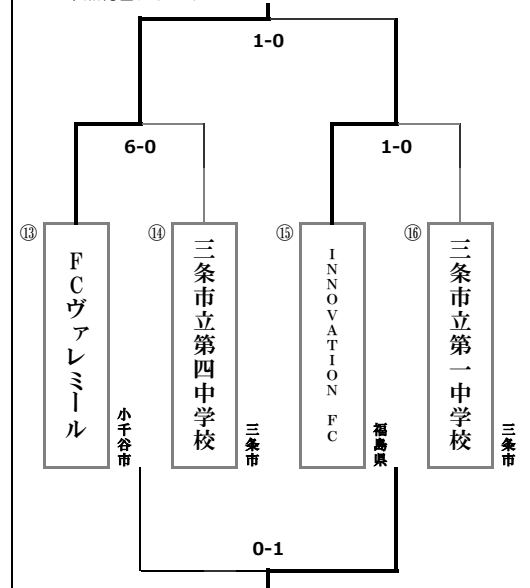 1-0
6-0
1-0
⑬
FCヴァレミール
小千谷市
⑭
三条市立第四中学校
三条市
⑮
INNOVATION FC
福島県
⑯
三条市立第一中学校
三条市
0-1